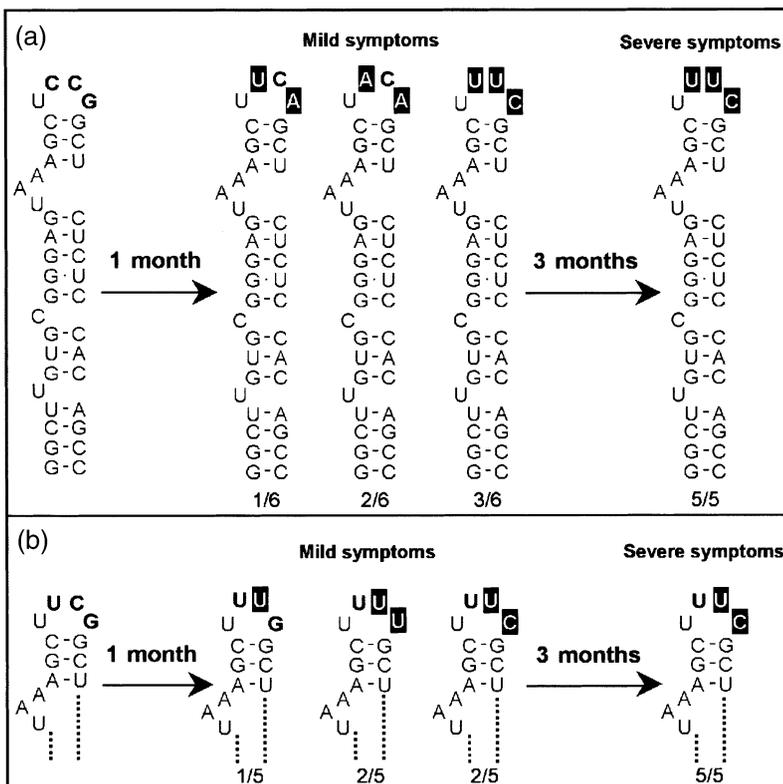 (a) Mild symptoms Severe symptoms
C C U C A C U U U U
U G U A U A U C U C
C-G C-G C-G C-G C-G
G-C G-C G-C G-C G-C
A-U A-U A-U A-U A-U
A A A A A
A A A A A
U U U U U
G-C G-C G-C G-C G-C
A-U A-U A-U A-U A-U
G-C G-C G-C G-C G-C
1 month 3 months
G·U G·U G·U G·U G·U
G-C G-C G-C G-C G-C
C C C C C
G-C G-C G-C G-C G-C
U-A U-A U-A U-A U-A
G-C G-C G-C G-C G-C
U U U U U
U-A U-A U-A U-A U-A
C-G C-G C-G C-G C-G
G-C G-C G-C G-C G-C
G-C G-C G-C G-C G-C
1/6 2/6 3/6 5/5
(b) Mild symptoms Severe symptoms
U C U U U U U U U U
U G U G U U U C U C
C-G C-G C-G C-G C-G
G-C G-C G-C G-C G-C
1 month 3 months
A-U A-U A-U A-U A-U
A A A A A
A A A A A
U U U U U
1/5 2/5 2/5 5/5